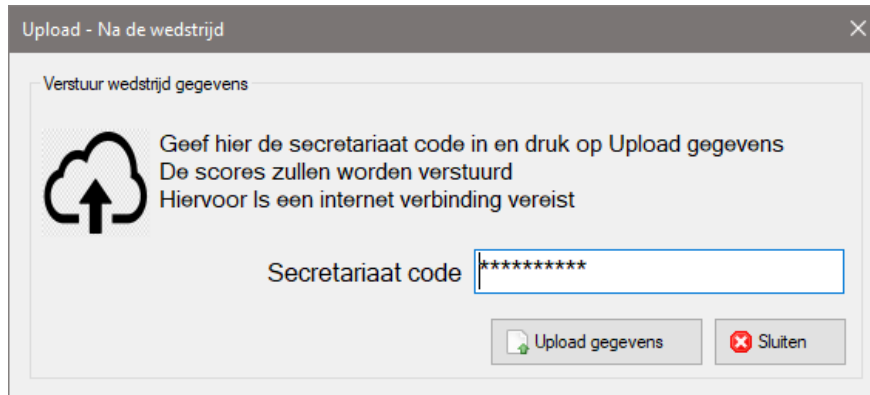 Upload - Na de wedstrijd
Verstuur wedstrijd gegevens
Geef hier de secretariaat code in en druk op Upload gegevens
De scores zullen worden verstuurd
Hiervoor Is een internet verbinding vereist
Secretariaat code **********
Upload gegevens Sluiten